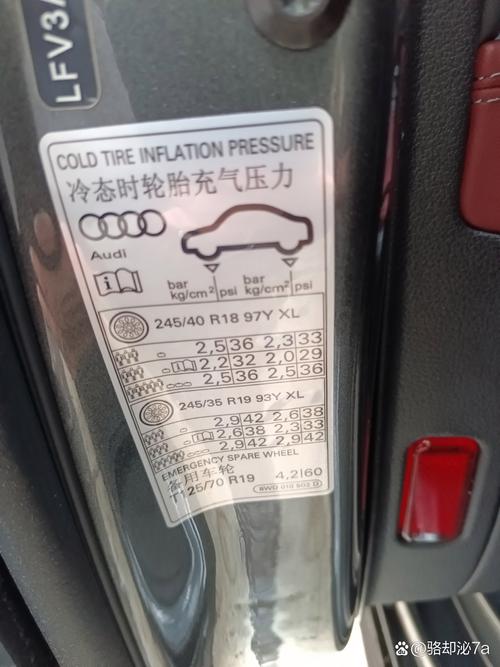 LFV3A
COLD TIRE INFLATION PRESSURE
冷态时轮胎充气压力
Audi
bar psi bar psi
kg/cm² kg/cm²
245/40 R18 97Y XL
2,5 36 2,3 33
2,2 32 2,0 29
2,5 36 2,5 36
245/35 R19 93Y XL
2,9 42 2,6 38
2,6 38 2,3 33
2,9 42 2,9 42
EMERGENCY SPARE WHEEL
备用车轮
T125/70 R19 4,2 60
8WD 010 502 D
百度 @骆却泌7a